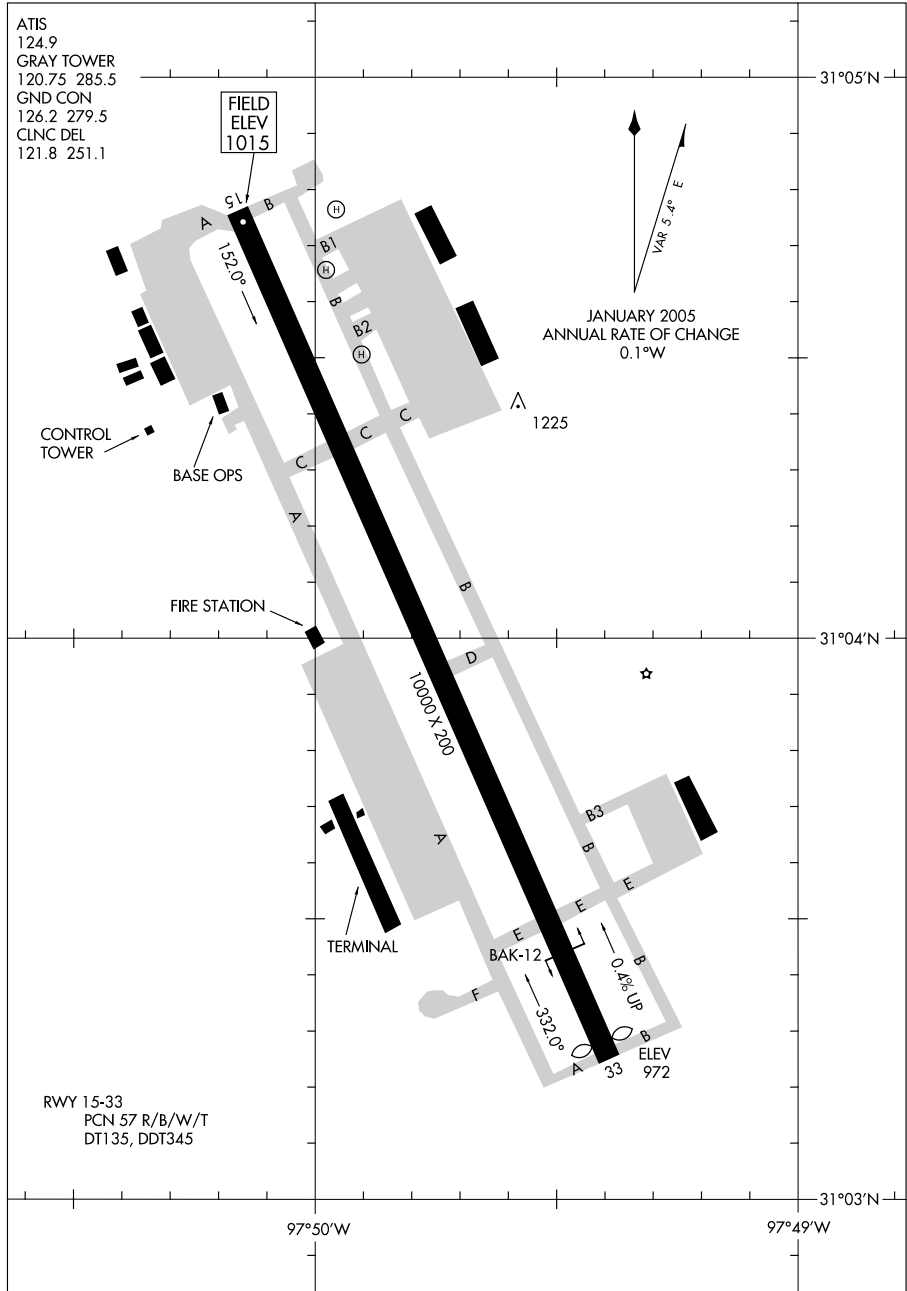 ATIS
124.9
GRAY TOWER
120.75 285.5
GND CON
126.2 279.5
CLNC DEL
121.8 251.1
FIELD
ELEV
1015
31°05'N
15
A
B
H
B1
152.0°
H
B
B2
H
VAR 5.4° E
JANUARY 2005
ANNUAL RATE OF CHANGE
0.1°W
1225
CONTROL
TOWER
BASE OPS
C
C
C
A
B
FIRE STATION
31°04'N
D
10000 X 200
B3
A
B
E
E
E
TERMINAL
BAK-12
B
0.4% UP
F
332.0°
A
33
B
ELEV
972
RWY 15-33
PCN 57 R/B/W/T
DT135, DDT345
31°03'N
97°50'W
97°49'W